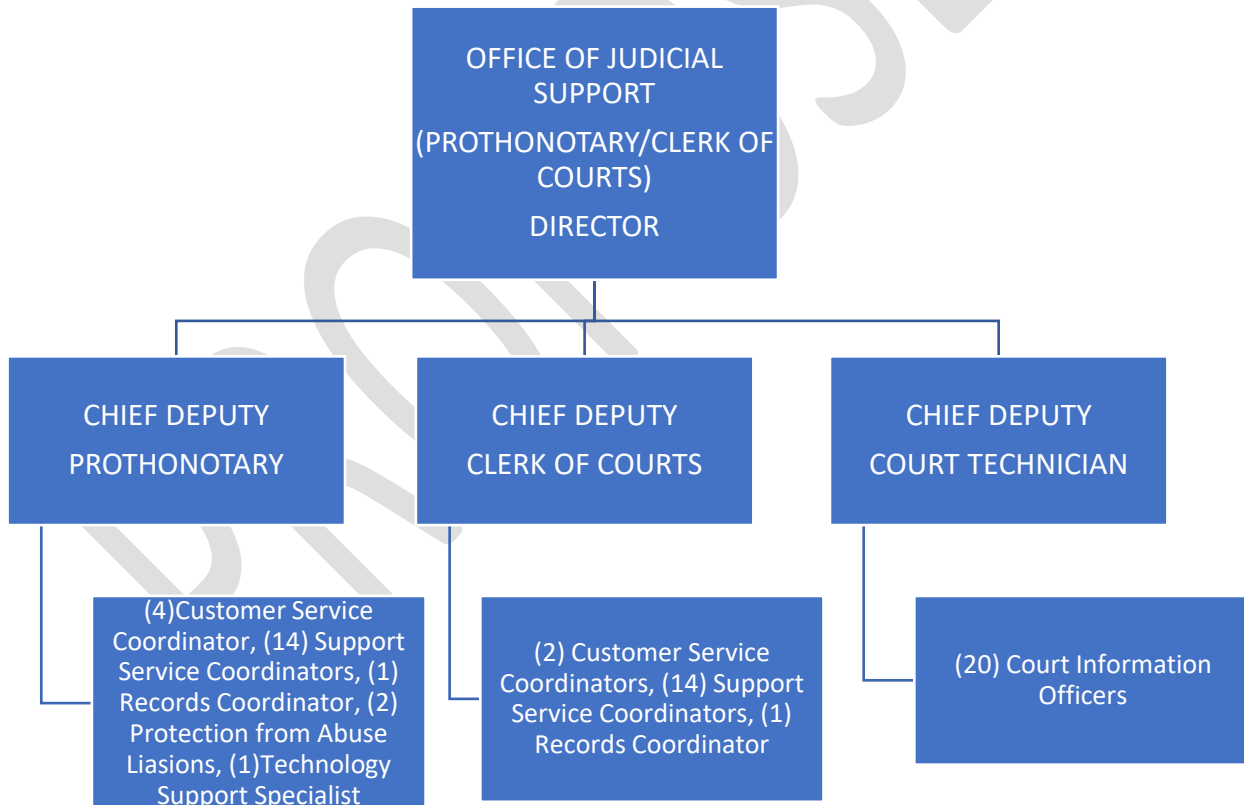 OFFICE OF JUDICIAL
SUPPORT
(PROTHONOTARY/CLERK OF
COURTS)
DIRECTOR
CHIEF DEPUTY
PROTHONOTARY
CHIEF DEPUTY
CLERK OF COURTS
CHIEF DEPUTY
COURT TECHNICIAN
(4)Customer Service
Coordinator, (14) Support
Service Coordinators, (1)
Records Coordinator, (2)
Protection from Abuse
Liasions, (1)Technology
Support Specialist
(2) Customer Service
Coordinators, (14) Support
Service Coordinators, (1)
Records Coordinator
(20) Court Information
Officers